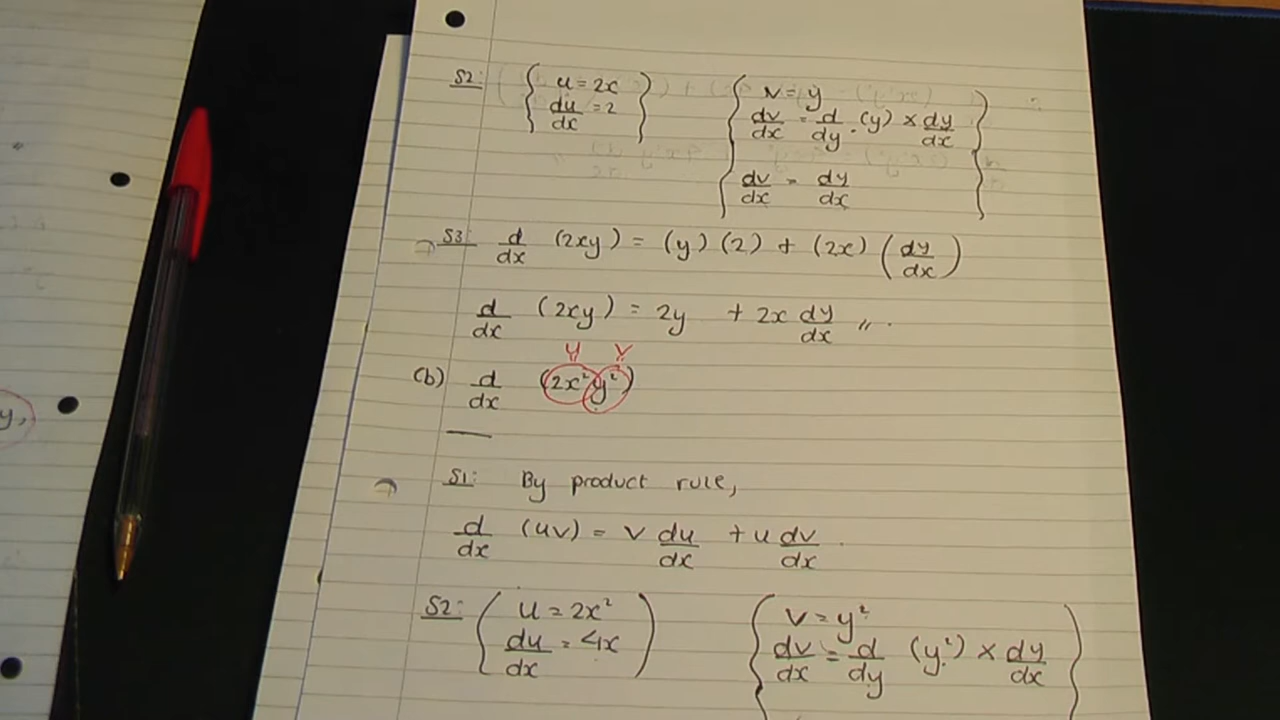 S2: { u = 2x } { v = y
du/dx = 2 dv/dx = d/dy (y) × dy/dx
dv/dx = dy/dx }
S3: d/dx (2xy) = (y)(2) + (2x)(dy/dx)
d/dx (2xy) = 2y + 2x dy/dx //.
u v
(b) d/dx (2x²y²)
S1: By product rule,
d/dx (uv) = v du/dx + u dv/dx.
S2: ( u = 2x² ) { v = y²
du/dx = 4x dv/dx = d/dy (y²) × dy/dx }
y,